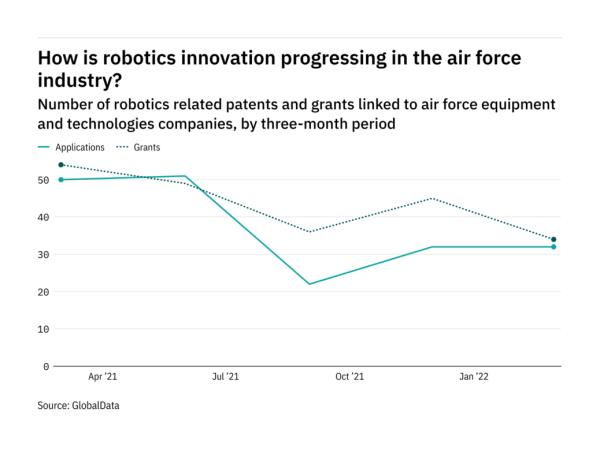 How is robotics innovation progressing in the air force
industry?
Number of robotics related patents and grants linked to air force equipment
and technologies companies, by three-month period
Applications Grants
50
40
30
20
10
0
Apr '21 Jul '21 Oct '21 Jan '22
Source: GlobalData